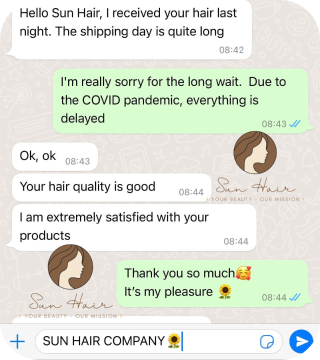 Hello Sun Hair, I received your hair last
night. The shipping day is quite long
08:42
I'm really sorry for the long wait.  Due to
the COVID pandemic, everything is
delayed
08:43
Ok, ok 08:43
Your hair quality is good 08:44
Sun Hair
YOUR BEAUTY - OUR MISSION
I am extremely satisfied with your
products
08:44
Thank you so much🥰
It's my pleasure 🌻
08:44
Sun Hair
YOUR BEAUTY - OUR MISSION
SUN HAIR COMPANY🌻